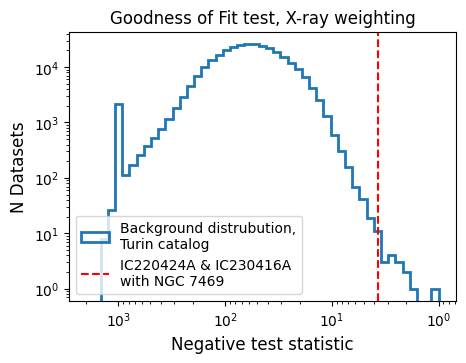 Goodness of Fit test, X-ray weighting
N Datasets
10⁴
10³
10²
10¹
10⁰
Background distrubution,
Turin catalog
IC220424A & IC230416A
with NGC 7469
10³ 10² 10¹ 10⁰
Negative test statistic